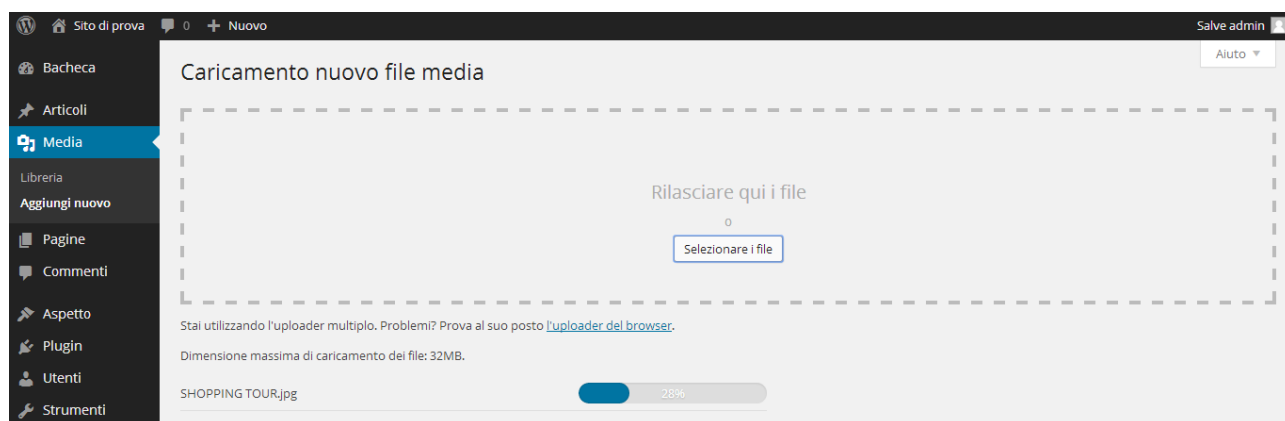 Sito di prova 0 + Nuovo Salve admin
Aiuto
Bacheca
Articoli
Media
Libreria
Aggiungi nuovo
Pagine
Commenti
Aspetto
Plugin
Utenti
Strumenti
Caricamento nuovo file media
Rilasciare qui i file
o
Selezionare i file
Stai utilizzando l'uploader multiplo. Problemi? Prova al suo posto l'uploader del browser.
Dimensione massima di caricamento dei file: 32MB.
SHOPPING TOUR.jpg 28%